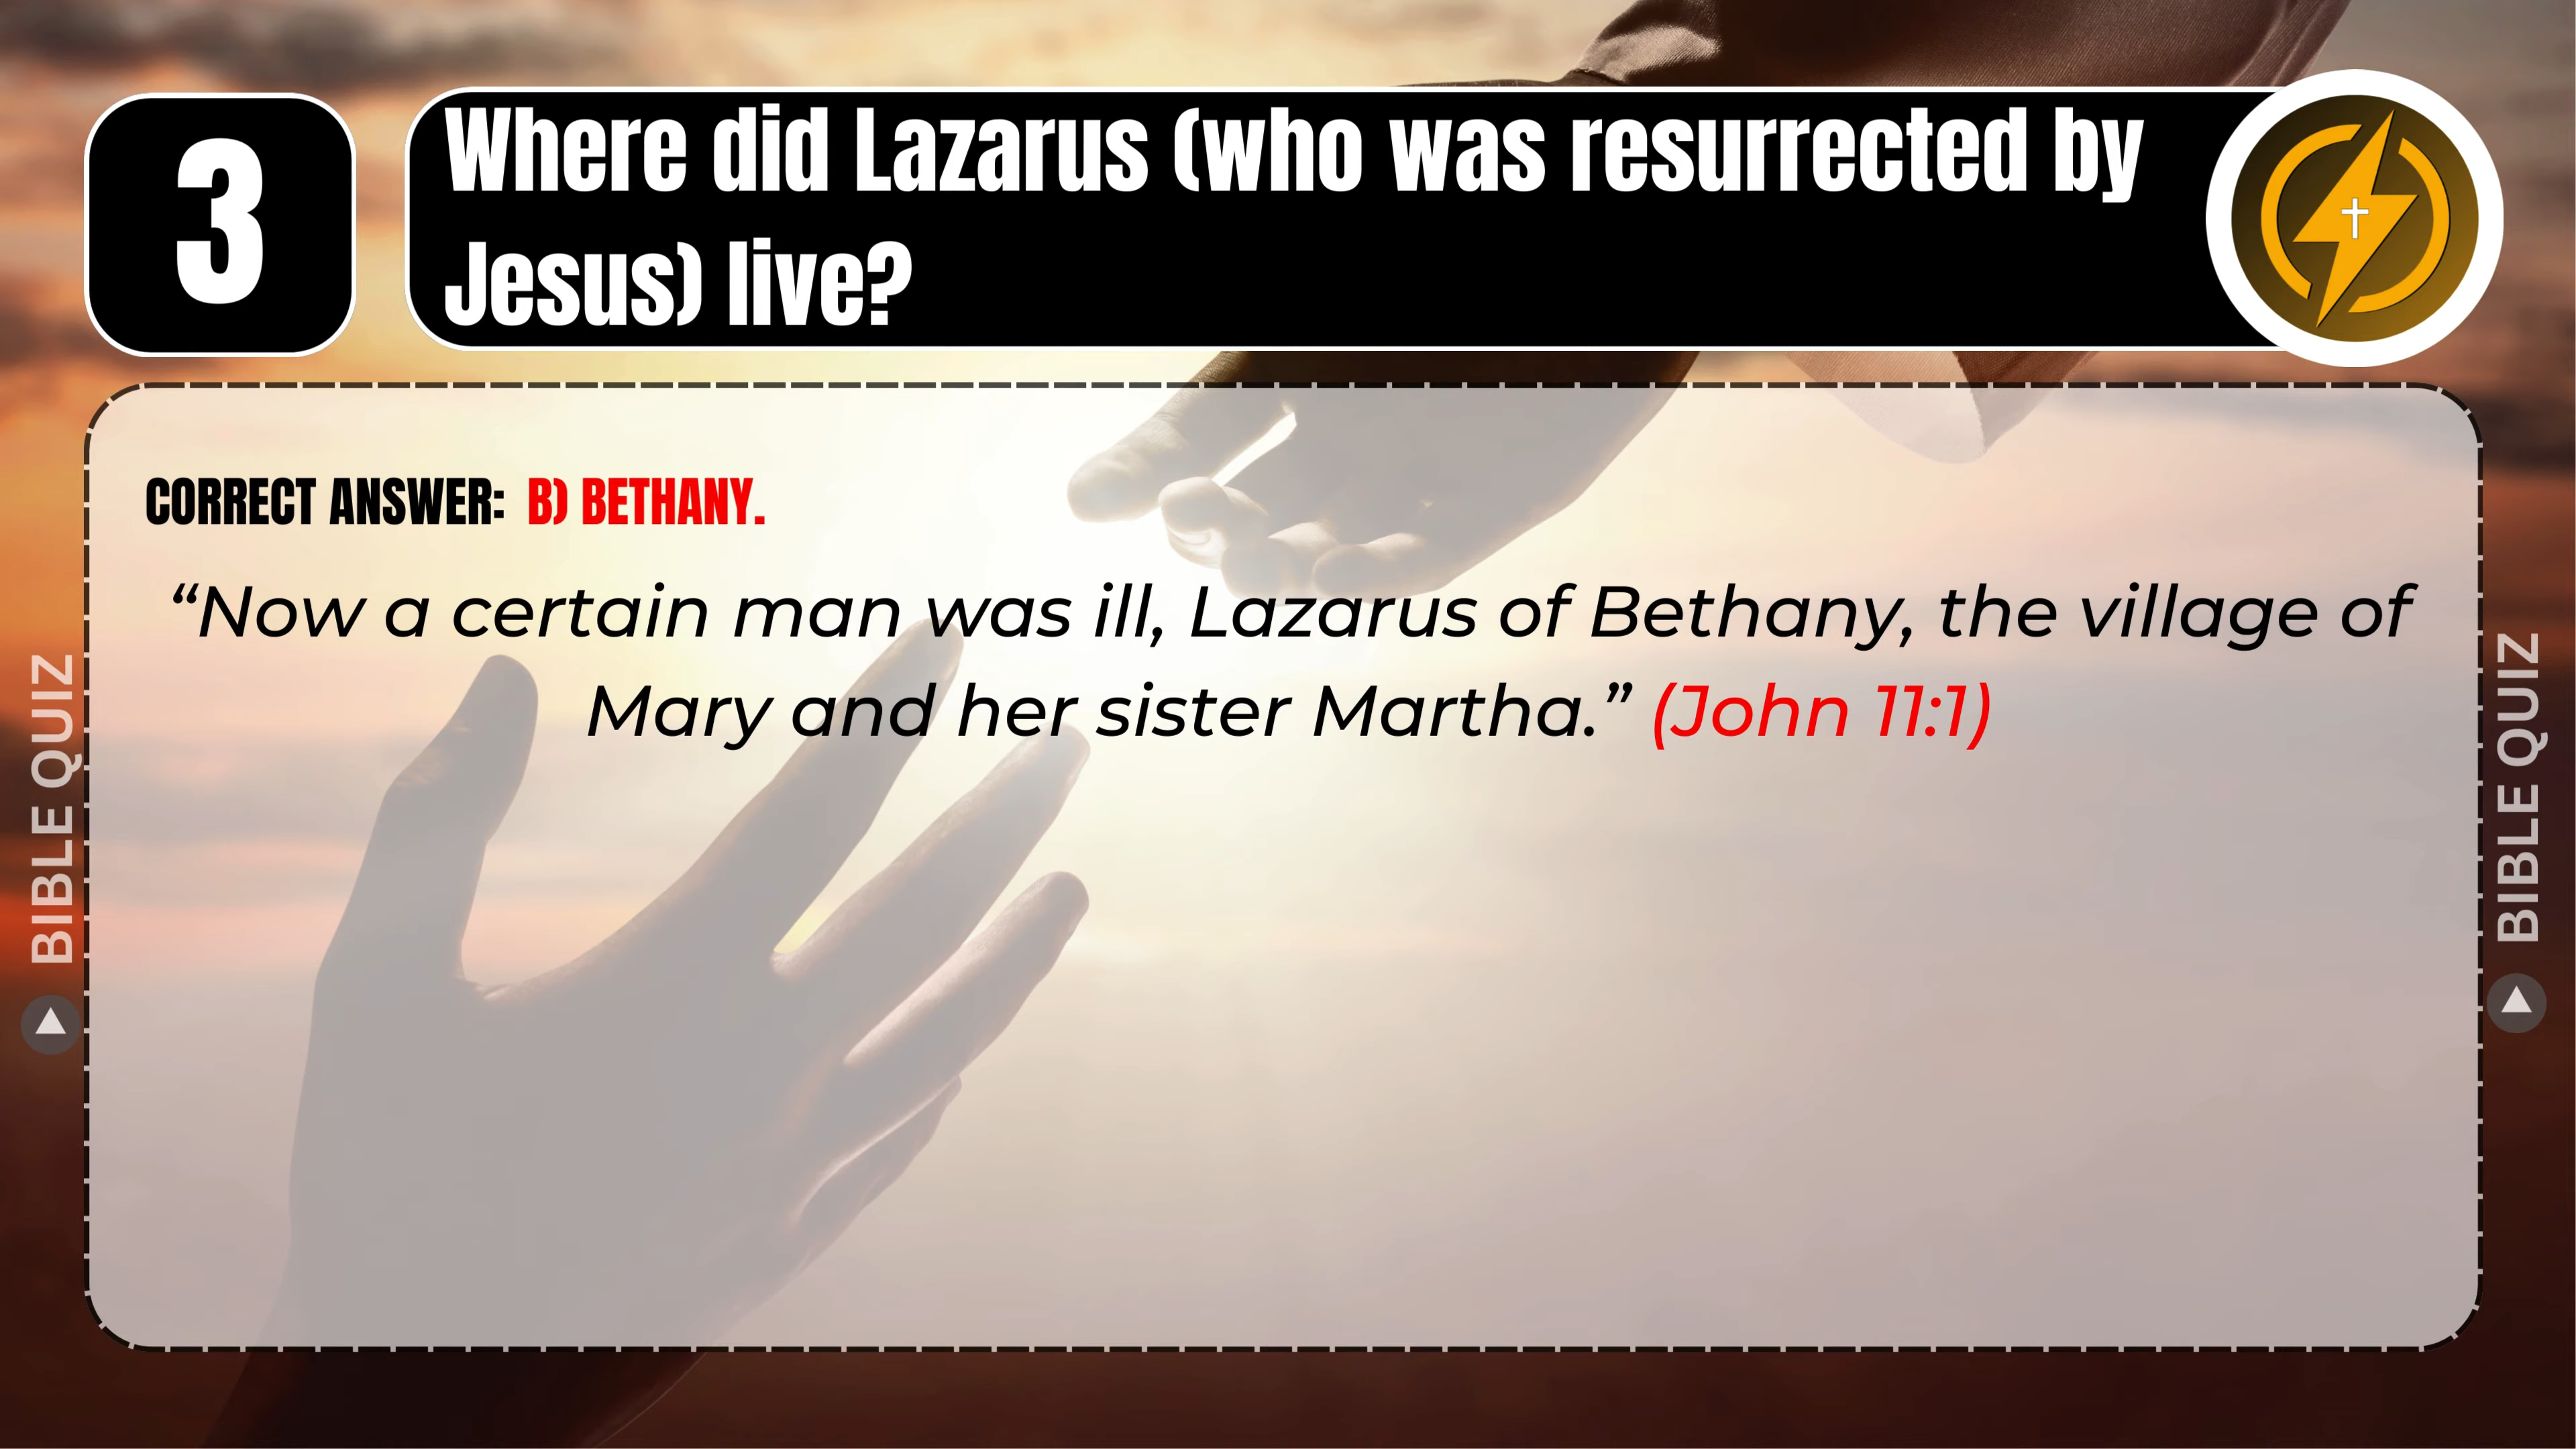 3
Where did Lazarus (who was resurrected by
Jesus) live?
CORRECT ANSWER: B) BETHANY.
“Now a certain man was ill, Lazarus of Bethany, the village of
Mary and her sister Martha.” (John 11:1)
BIBLE QUIZ
BIBLE QUIZ